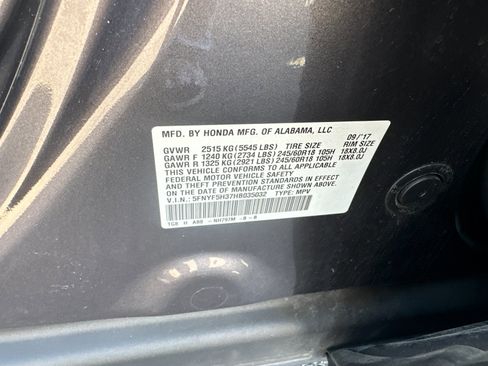 MFD. BY HONDA MFG. OF ALABAMA, LLC 09/'17
GVWR 2515 KG (5545 LBS) TIRE SIZE RIM SIZE
GAWR F 1240 KG (2734 LBS) 245/60R18 105H 18X8.0J
GAWR R 1325 KG (2921 LBS) 245/60R18 105H 18X8.0J
THIS VEHICLE CONFORMS TO ALL APPLICABLE
FEDERAL MOTOR VEHICLE SAFETY
STANDARDS IN EFFECT
ON THE DATE OF MANUFACTURE SHOWN ABOVE.
V.I.N.: 5FNYF5H37HB035032 TYPE: MPV
NH797M -B